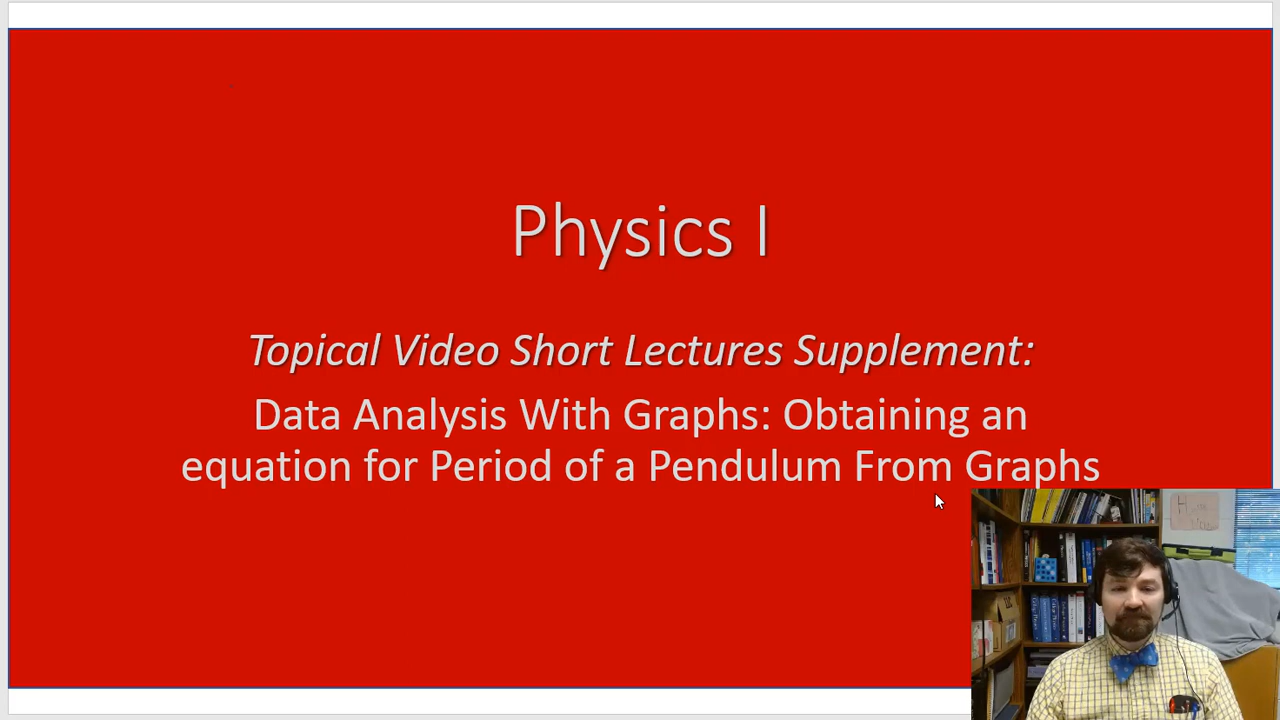 Physics I
Topical Video Short Lectures Supplement:
Data Analysis With Graphs: Obtaining an
equation for Period of a Pendulum From Graphs